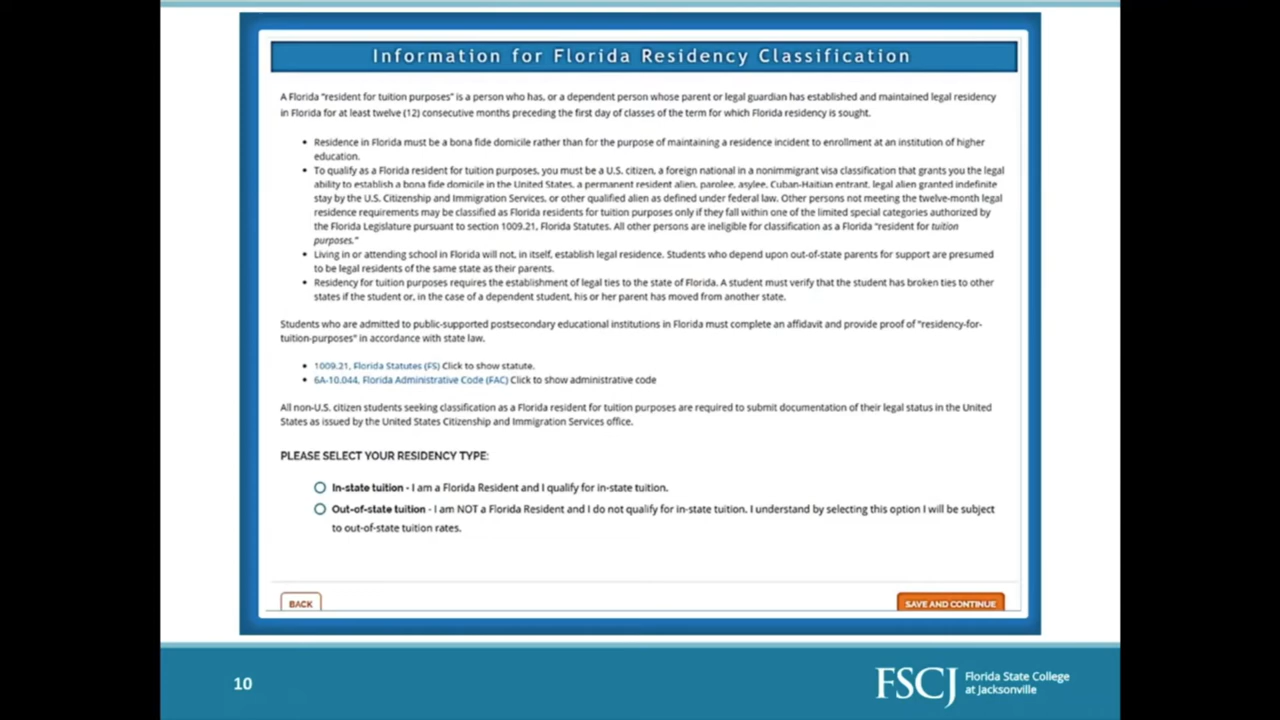 Information for Florida Residency Classification
A Florida "resident for tuition purposes" is a person who has, or a dependent person whose parent or legal guardian has established and maintained legal residency
in Florida for at least twelve (12) consecutive months preceding the first day of classes of the term for which Florida residency is sought.
• Residence in Florida must be a bona fide domicile rather than for the purpose of maintaining a residence incident to enrollment at an institution of higher
education.
• To qualify as a Florida resident for tuition purposes, you must be a U.S. citizen, a foreign national in a nonimmigrant visa classification that grants you the legal
ability to establish a bona fide domicile in the United States, a permanent resident alien, parolee, asylee, Cuban-Haitian entrant, legal alien granted indefinite
stay by the U.S. Citizenship and Immigration Services, or other qualified alien as defined under federal law. Other persons not meeting the twelve-month legal
residence requirements may be classified as Florida residents for tuition purposes only if they fall within one of the limited special categories authorized by
the Florida Legislature pursuant to section 1009.21, Florida Statutes. All other persons are ineligible for classification as a Florida "resident for tuition
purposes."
• Living in or attending school in Florida will not, in itself, establish legal residence. Students who depend upon out-of-state parents for support are presumed
to be legal residents of the same state as their parents.
• Residency for tuition purposes requires the establishment of legal ties to the state of Florida. A student must verify that the student has broken ties to other
states if the student or, in the case of a dependent student, his or her parent has moved from another state.
Students who are admitted to public-supported postsecondary educational institutions in Florida must complete an affidavit and provide proof of "residency-for-
tuition-purposes" in accordance with state law.
• 1009.21, Florida Statutes (FS) Click to show statute.
• 6A-10.044, Florida Administrative Code (FAC) Click to show administrative code
All non-U.S. citizen students seeking classification as a Florida resident for tuition purposes are required to submit documentation of their legal status in the United
States as issued by the United States Citizenship and Immigration Services office.
PLEASE SELECT YOUR RESIDENCY TYPE:
In-state tuition - I am a Florida Resident and I qualify for in-state tuition.
Out-of-state tuition - I am NOT a Florida Resident and I do not qualify for in-state tuition. I understand by selecting this option I will be subject
to out-of-state tuition rates.
BACK
SAVE AND CONTINUE
10
FSCJ
Florida State College
at Jacksonville